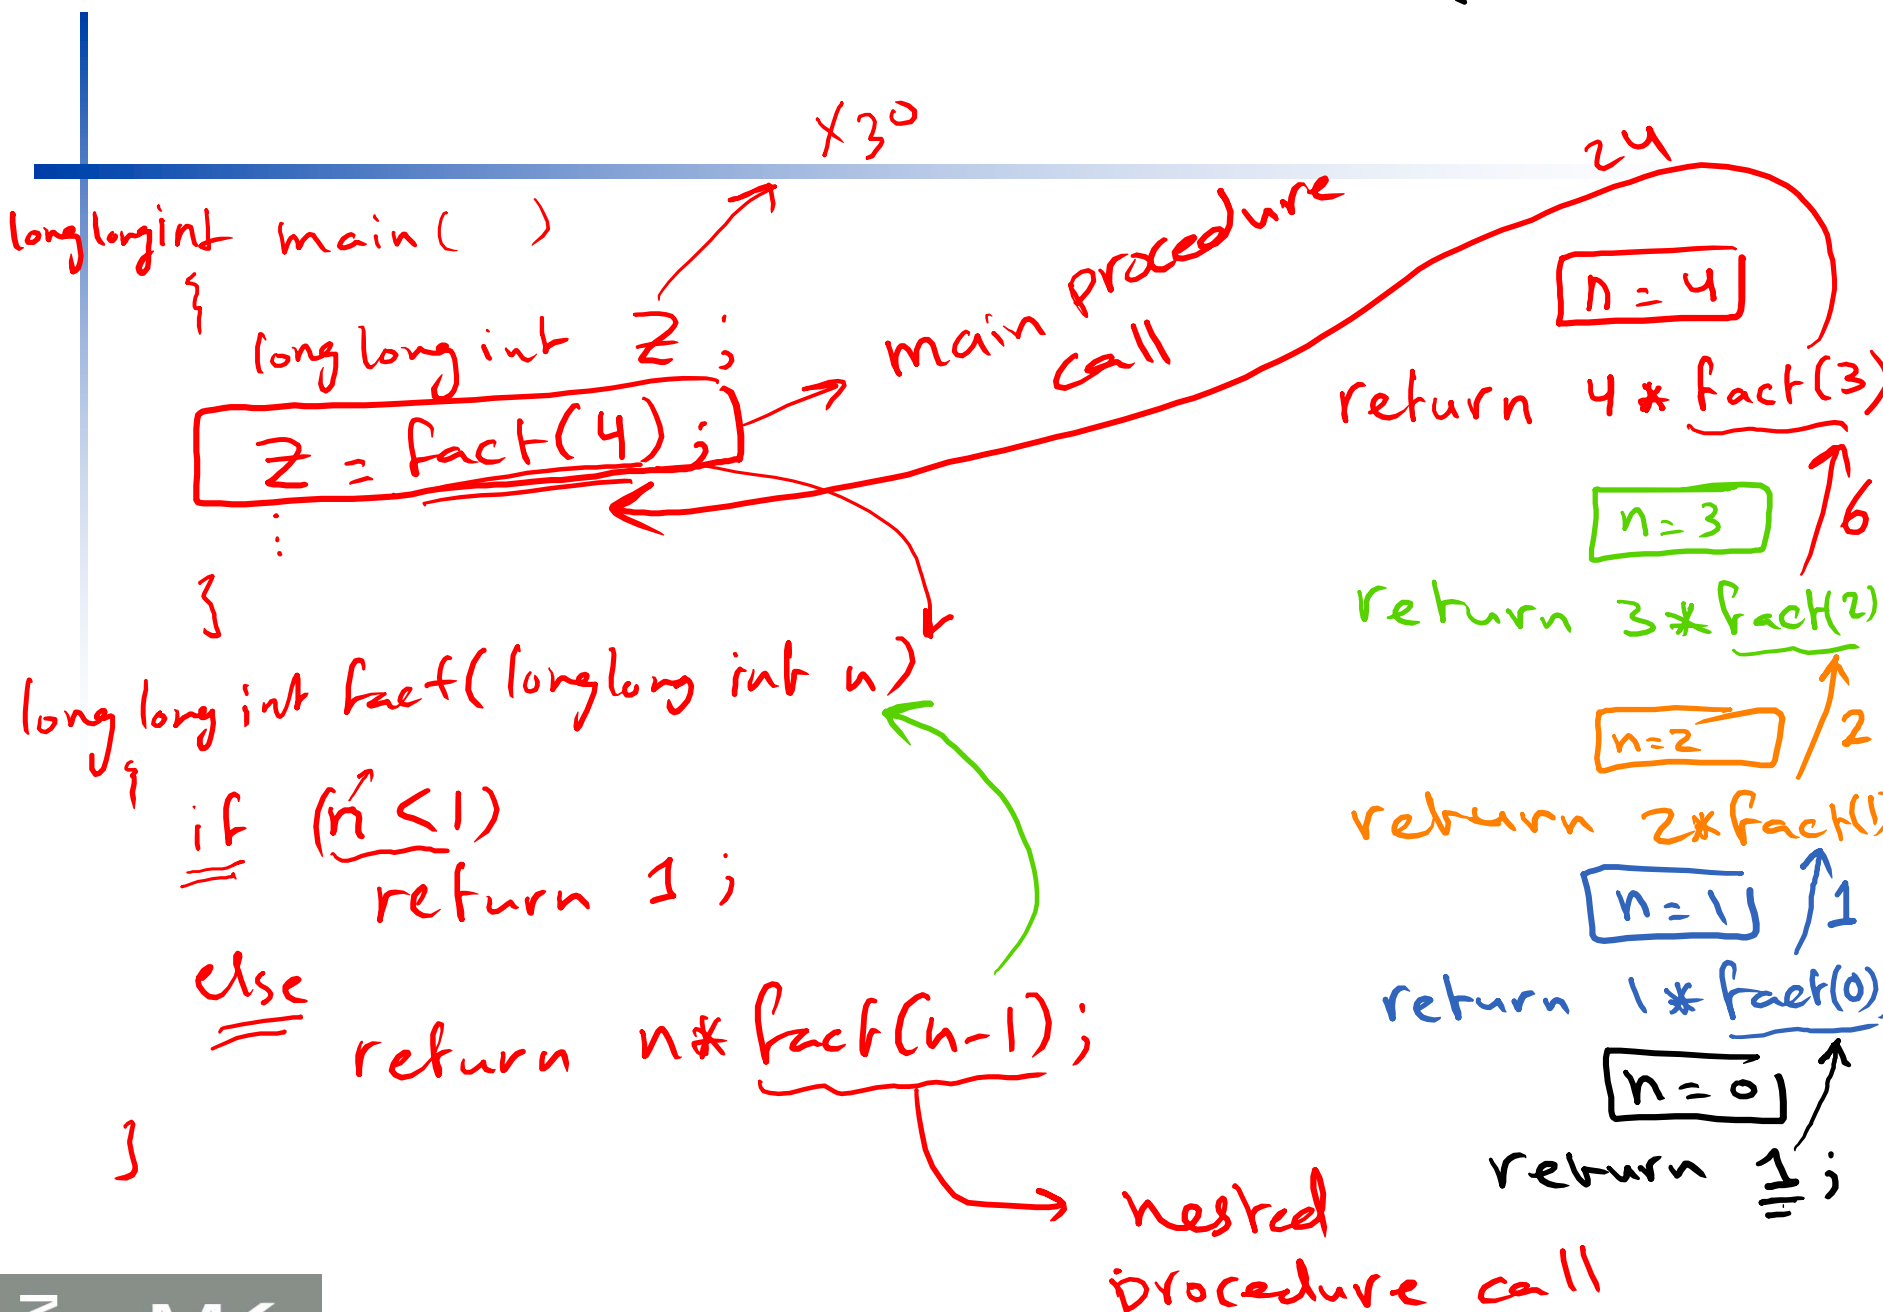 X30
long long int main( )
{
long long int Z;
Z = fact(4);
⋮
}
main procedure
call
long long int fact(long long int n)
{
if (n < 1)
return 1;
else
return n* fact(n-1);
}
nested
procedure call
24
n = 4
return 4 * fact(3)
6
n = 3
return 3 * fact(2)
2
n = 2
return 2 * fact(1
1
n = 1
return 1 * fact(0)
n = 0
return 1;